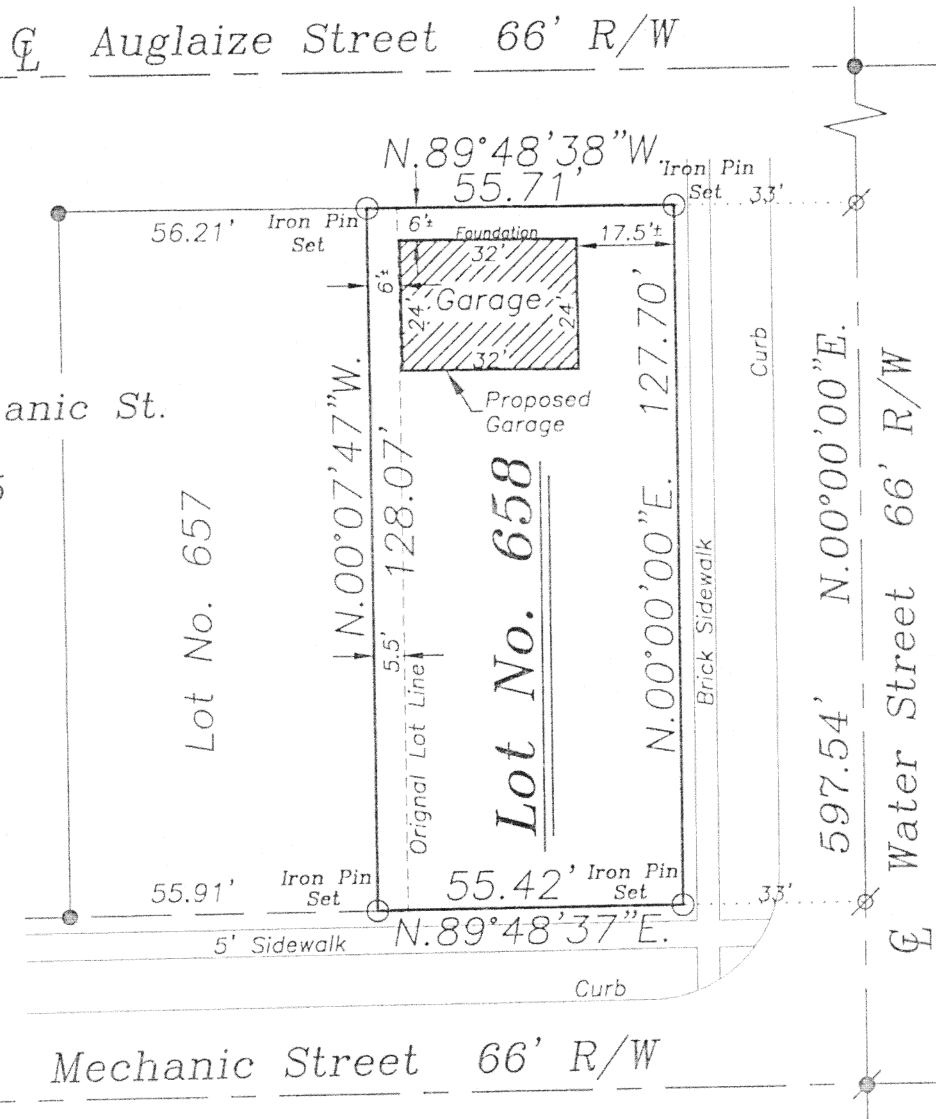 ℄ Auglaize Street 66' R/W
N.89°48'38"W.
55.71'
Iron Pin
Set
33'
56.21'
Iron Pin
Set
6'±
Foundation
32'
17.5'±
6'±
24'
Garage
24'
32'
Proposed
Garage
127.70'
N.00°00'00"E.
Curb
anic St.
N.00°07'47"W.
128.07'
Lot No. 657
Lot No. 658
5.5'
Orignal Lot Line
Brick Sidewalk
597.54' N.00°00'00"E.
℄ Water Street 66' R/W
55.91'
Iron Pin
Set
55.42'
Iron Pin
Set
33'
N.89°48'37"E.
5' Sidewalk
Curb
Mechanic Street 66' R/W